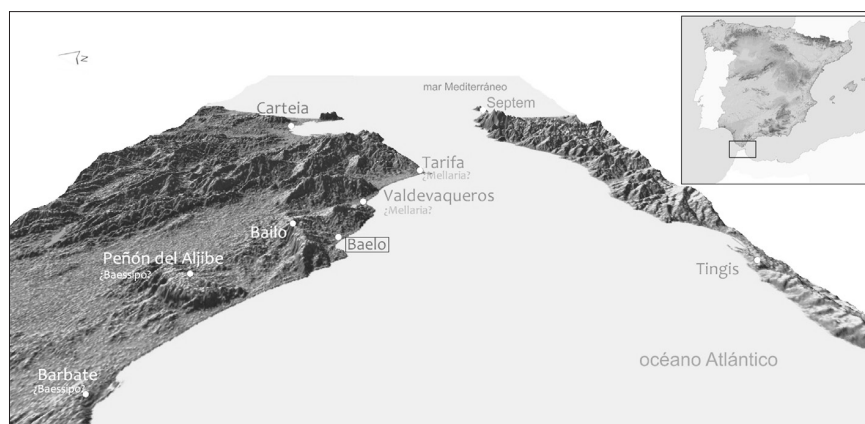 mar Mediterráneo
Carteia
Septem
Tarifa
¿Mellaria?
Valdevaqueros
¿Mellaria?
Bailo
Baelo
Peñón del Aljibe
¿Baessipo?
Tingis
océano Atlántico
Barbate
¿Baessipo?